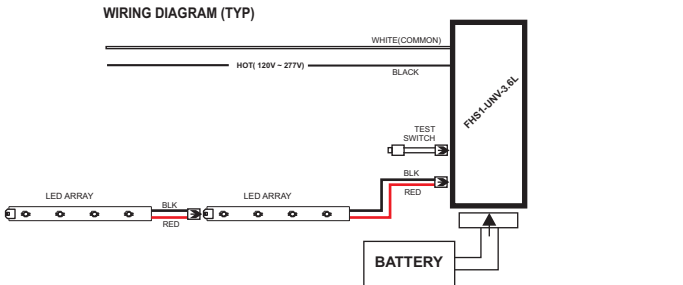 WIRING DIAGRAM (TYP)
WHITE(COMMON)
HOT( 120V ~ 277V)
BLACK
FHS1-UNV-3.6L
TEST
SWITCH
BLK
RED
LED ARRAY
BLK
RED
LED ARRAY
BATTERY